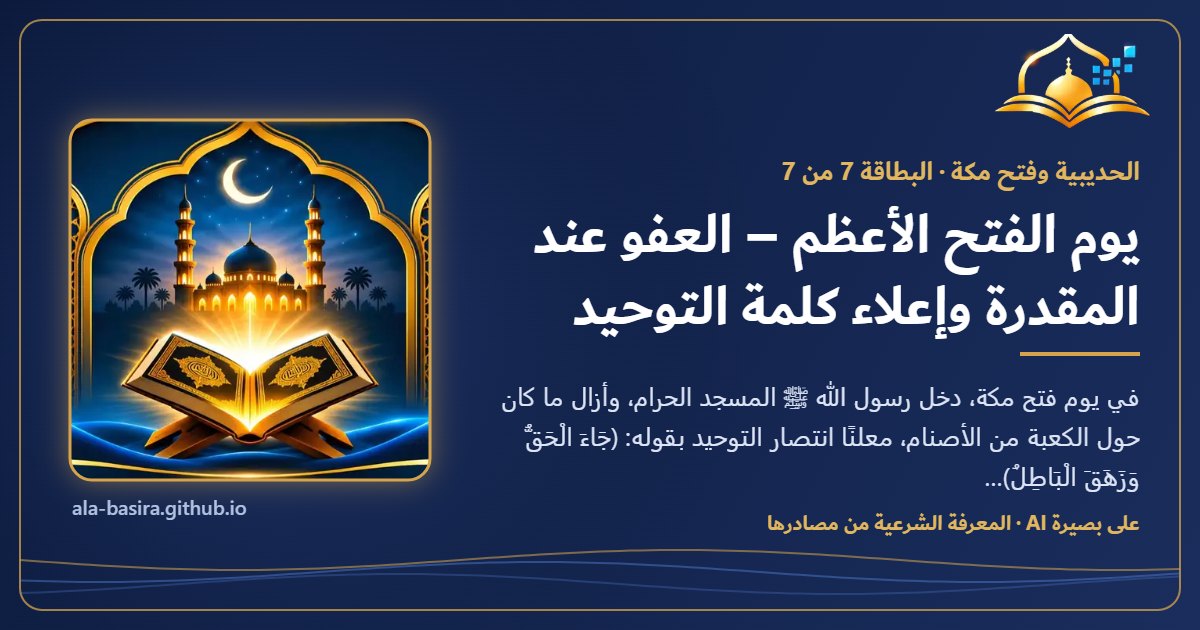 الحديبية وفتح مكة · البطاقة 7 من 7
يوم الفتح الأعظم – العفو عند
المقدرة وإعلاء كلمة التوحيد
في يوم فتح مكة، دخل رسول الله ﷺ المسجد الحرام، وأزال ما كان
حول الكعبة من الأصنام، معلنًا انتصار التوحيد بقوله: (جَاءَ الْحَقُّ
وَزَهَقَ الْبَاطِلُ)...
على بصيرة AI · المعرفة الشرعية من مصادرها
ala-basira.github.io